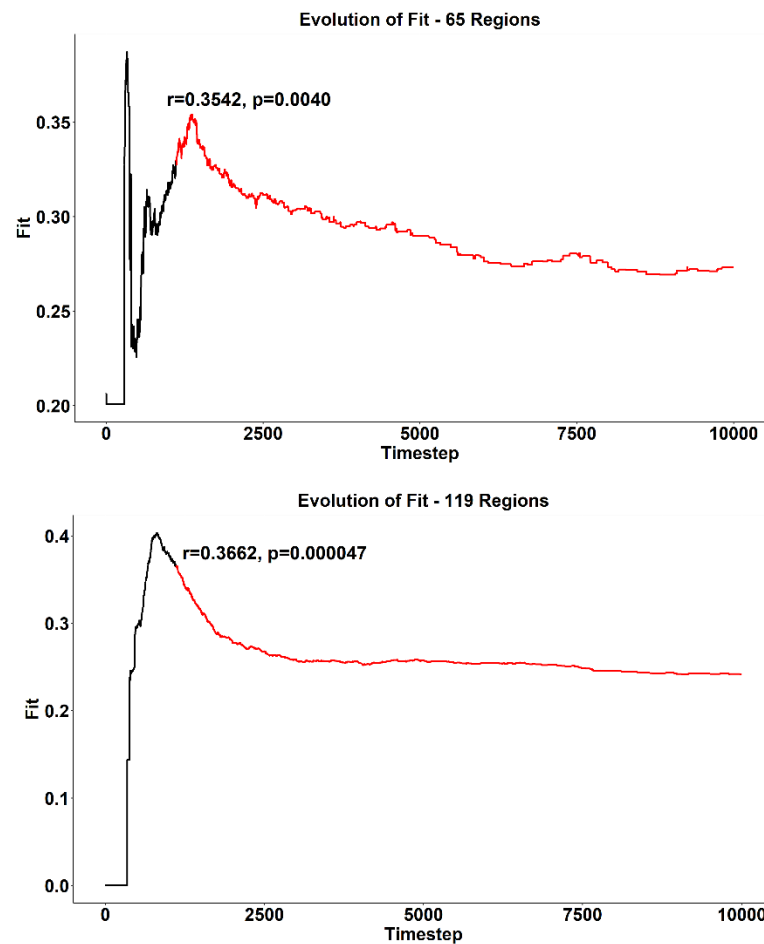 Evolution of Fit - 65 Regions
r=0.3542, p=0.0040
0.35
0.30
Fit
0.25
0.20
0 2500 5000 7500 10000
Timestep
Evolution of Fit - 119 Regions
0.4
r=0.3662, p=0.000047
0.3
Fit
0.2
0.1
0.0
0 2500 5000 7500 10000
Timestep